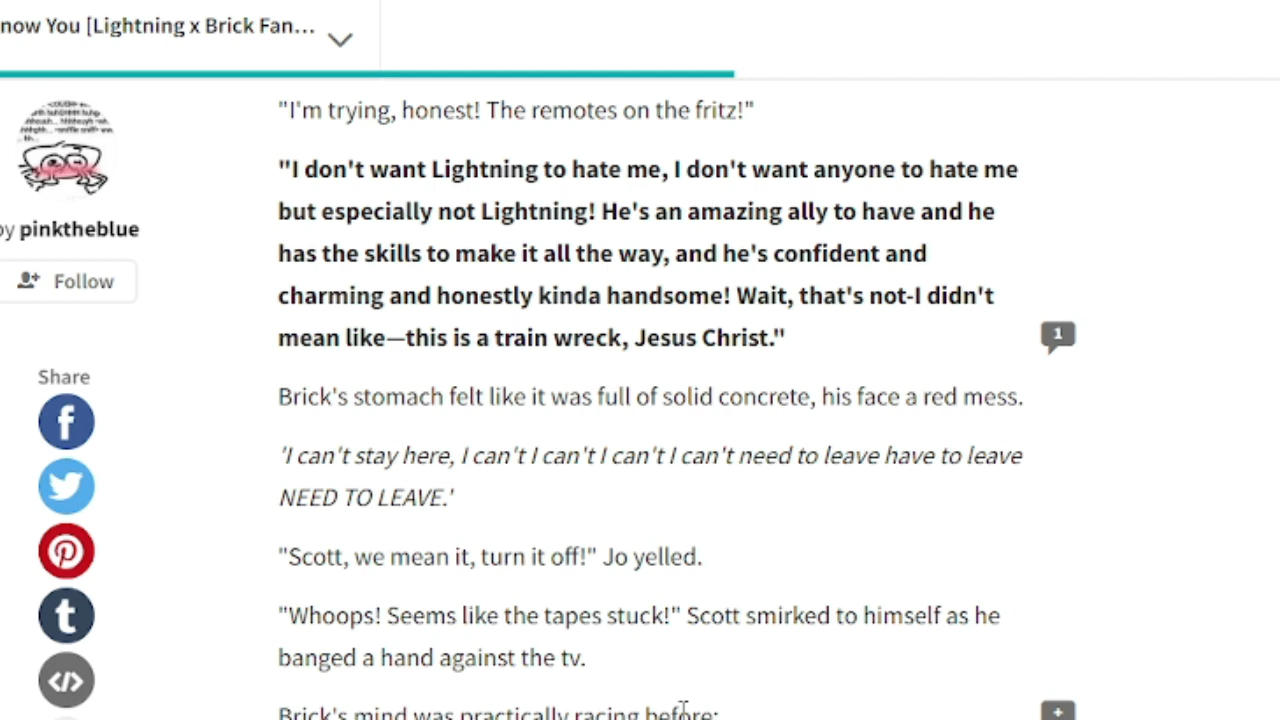 now You [Lightning x Brick Fan...
"I'm trying, honest! The remotes on the fritz!"
"I don't want Lightning to hate me, I don't want anyone to hate me
but especially not Lightning! He's an amazing ally to have and he
has the skills to make it all the way, and he's confident and
charming and honestly kinda handsome! Wait, that's not-I didn't
mean like—this is a train wreck, Jesus Christ."
1
by pinktheblue
Follow
Share
f
t
</>
Brick's stomach felt like it was full of solid concrete, his face a red mess.
'I can't stay here, I can't I can't I can't I can't need to leave have to leave
NEED TO LEAVE.'
"Scott, we mean it, turn it off!" Jo yelled.
"Whoops! Seems like the tapes stuck!" Scott smirked to himself as he
banged a hand against the tv.
Brick's mind was practically racing before;
+